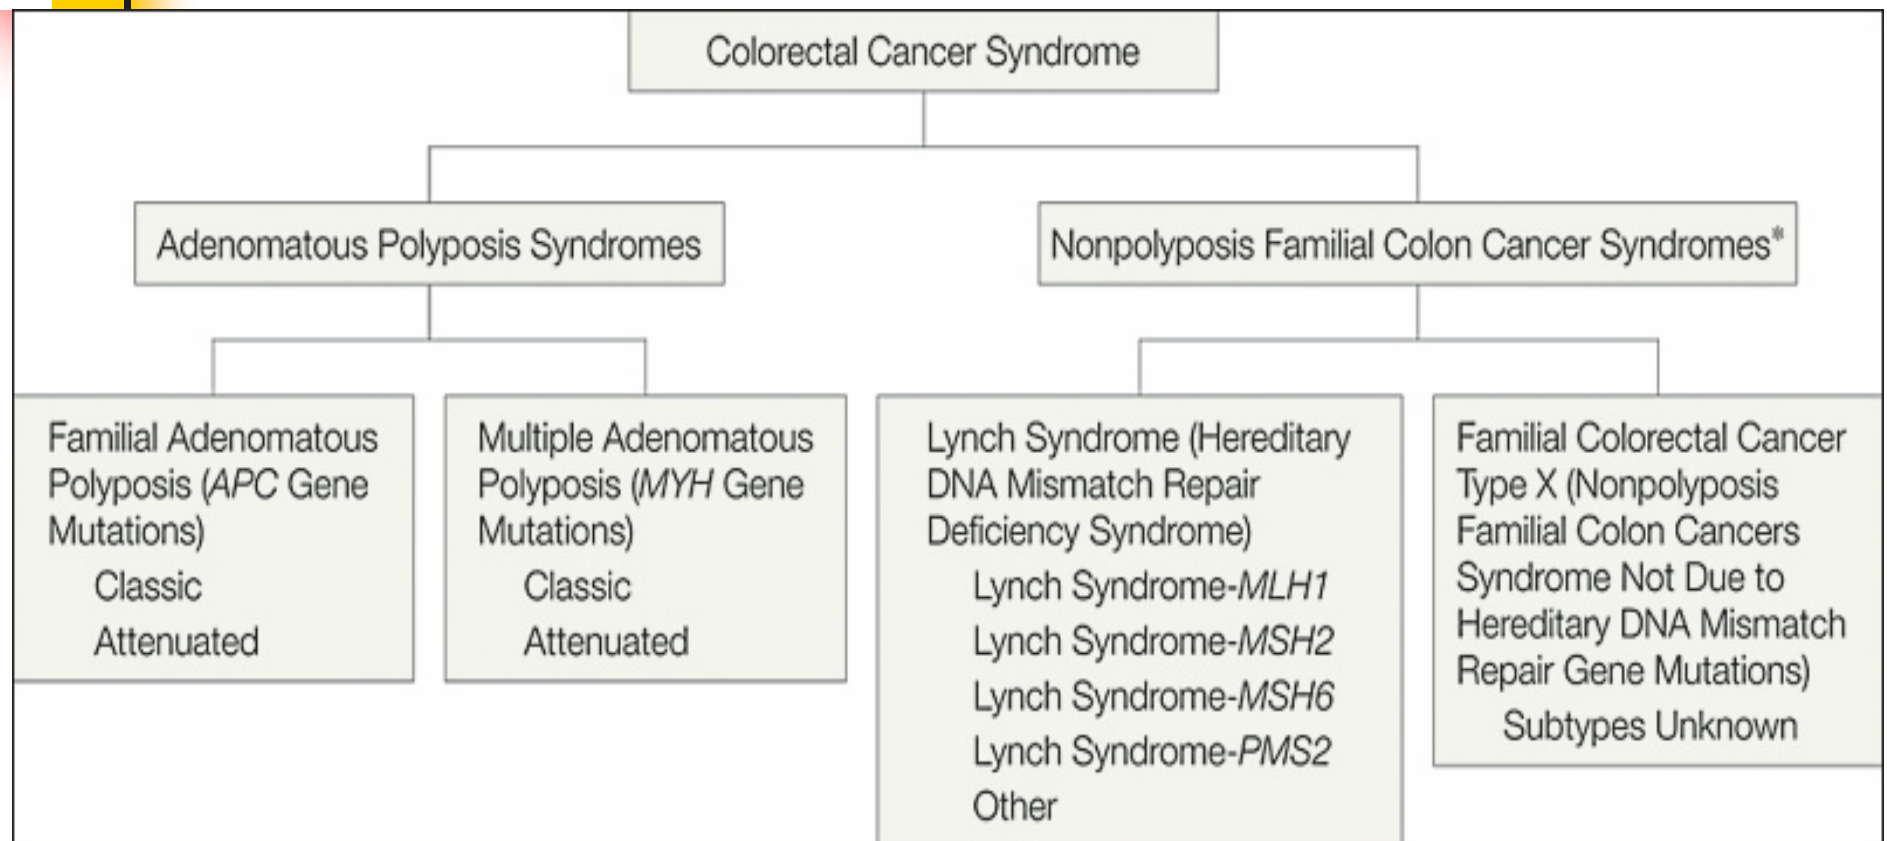 Colorectal Cancer Syndrome
Adenomatous Polyposis Syndromes
Nonpolyposis Familial Colon Cancer Syndromes*
Familial Adenomatous
Polyposis (APC Gene
Mutations)
Classic
Attenuated
Multiple Adenomatous
Polyposis (MYH Gene
Mutations)
Classic
Attenuated
Lynch Syndrome (Hereditary
DNA Mismatch Repair
Deficiency Syndrome)
Lynch Syndrome-MLH1
Lynch Syndrome-MSH2
Lynch Syndrome-MSH6
Lynch Syndrome-PMS2
Other
Familial Colorectal Cancer
Type X (Nonpolyposis
Familial Colon Cancers
Syndrome Not Due to
Hereditary DNA Mismatch
Repair Gene Mutations)
Subtypes Unknown